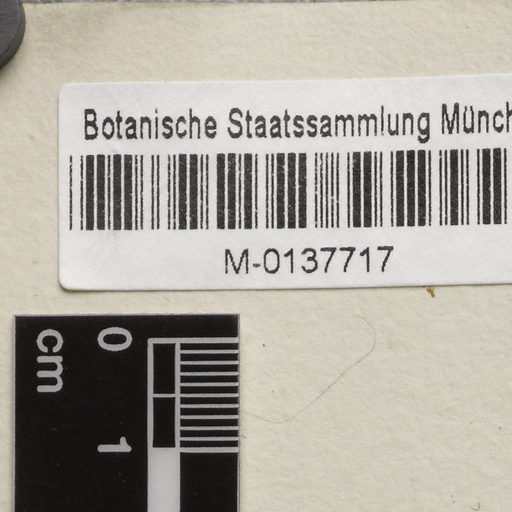 Botanische Staatssammlung Münch
M-0137717
0
cm
1